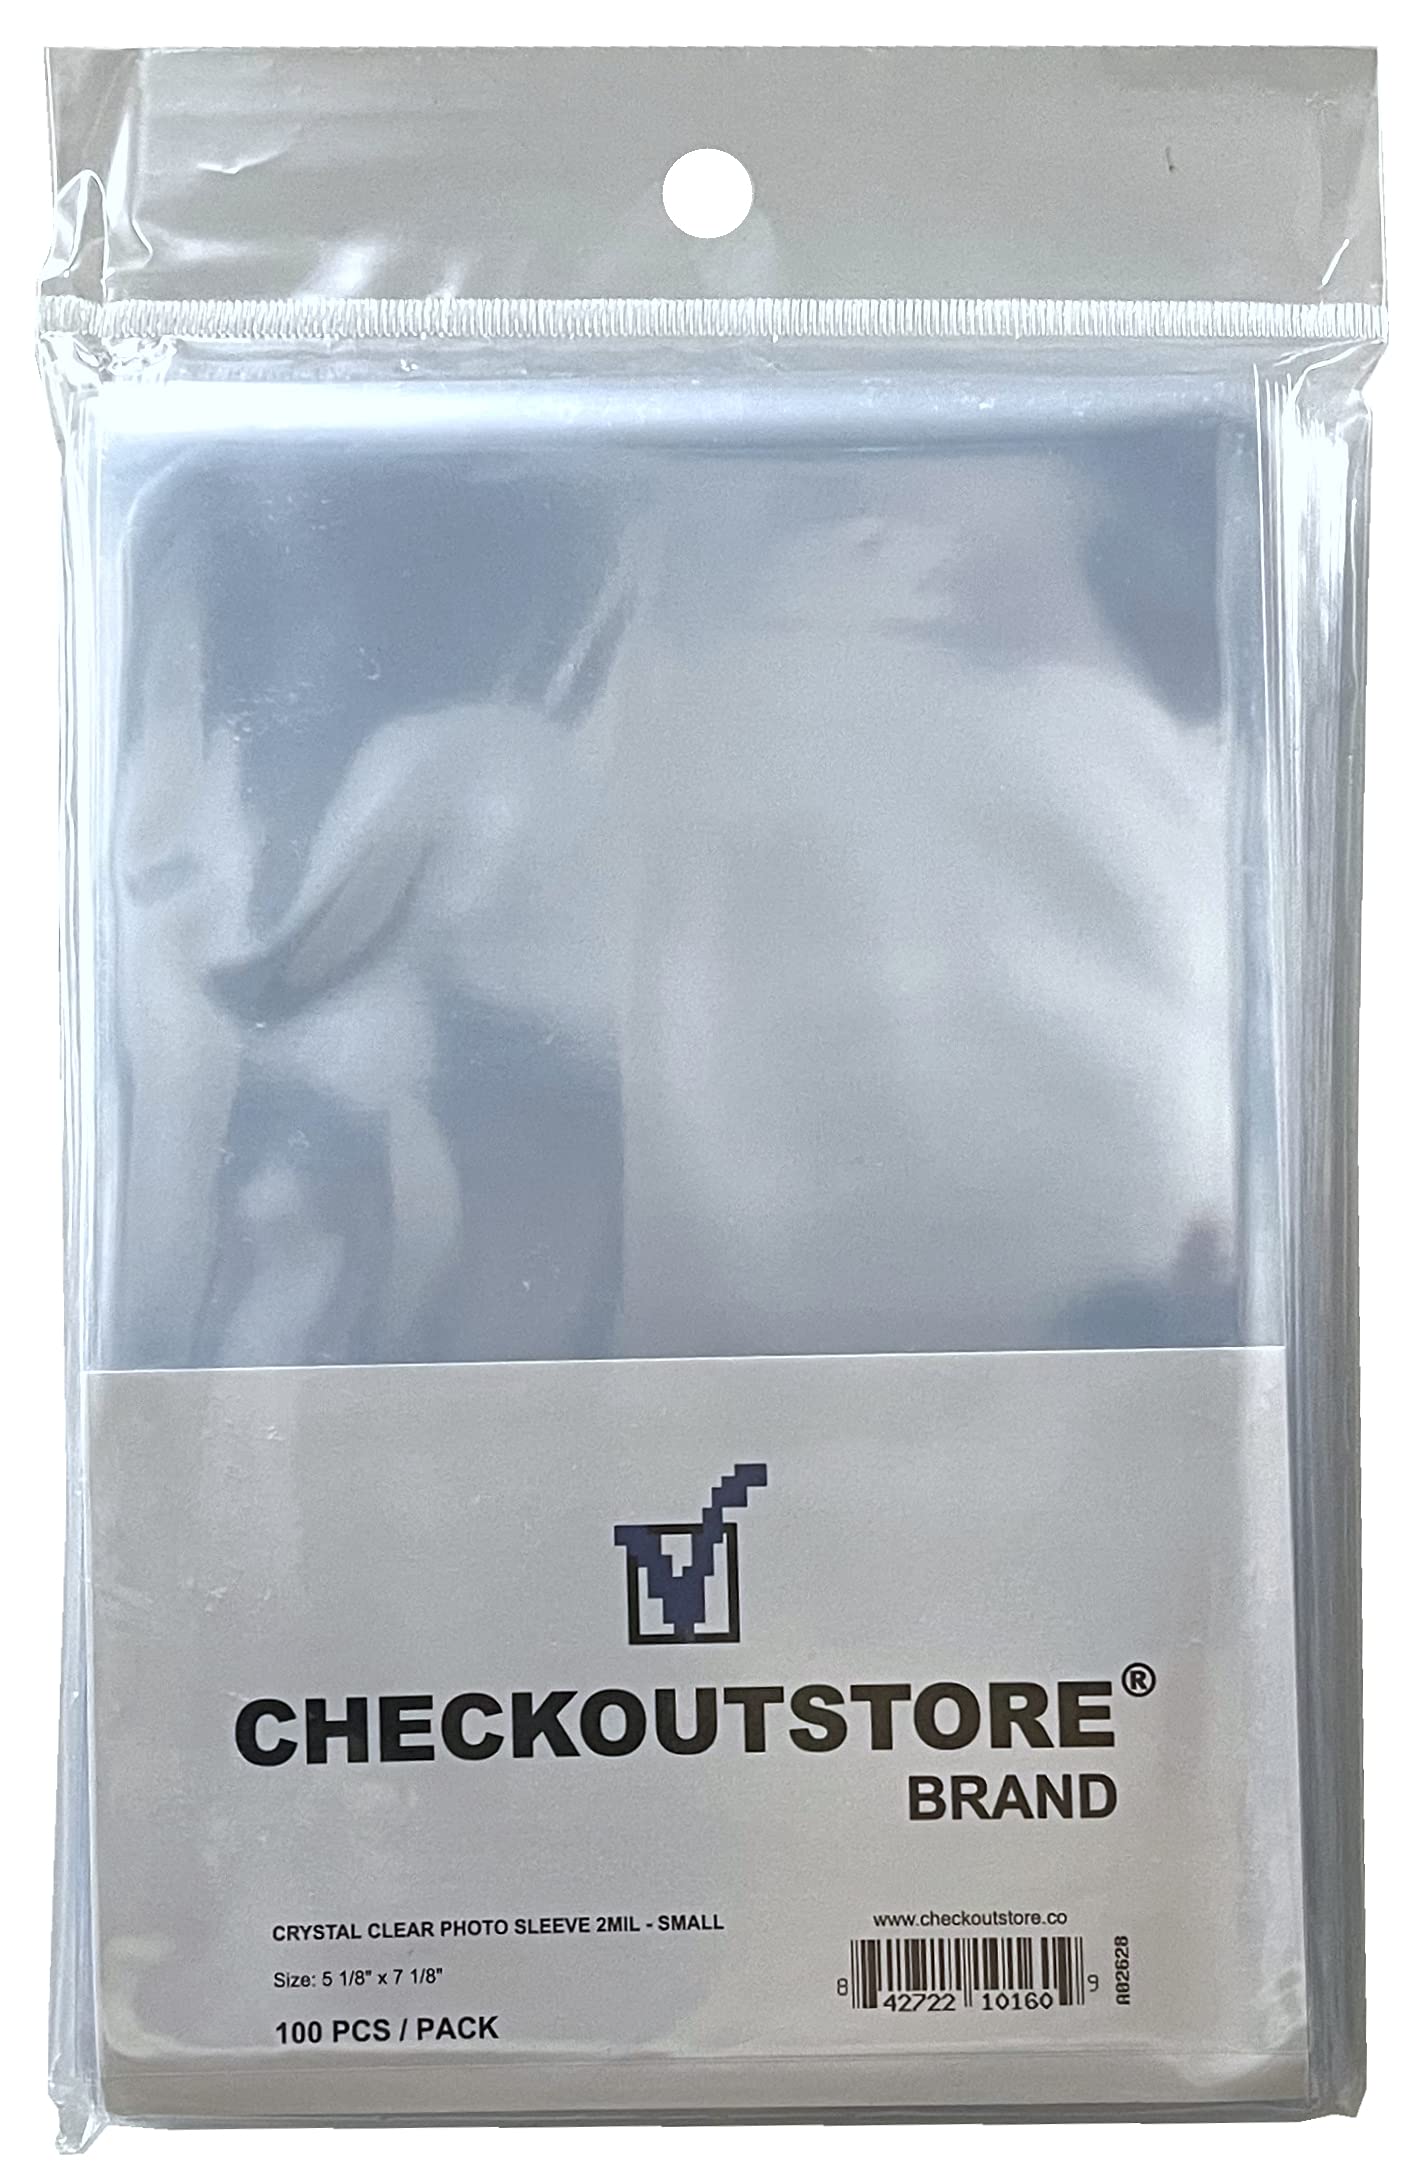 CHECKOUTSTORE®
BRAND
CRYSTAL CLEAR PHOTO SLEEVE 2MIL - SMALL
Size: 5 1/8" x 7 1/8"
100 PCS / PACK
www.checkoutstore.co
8 42722 10160 9
A02628